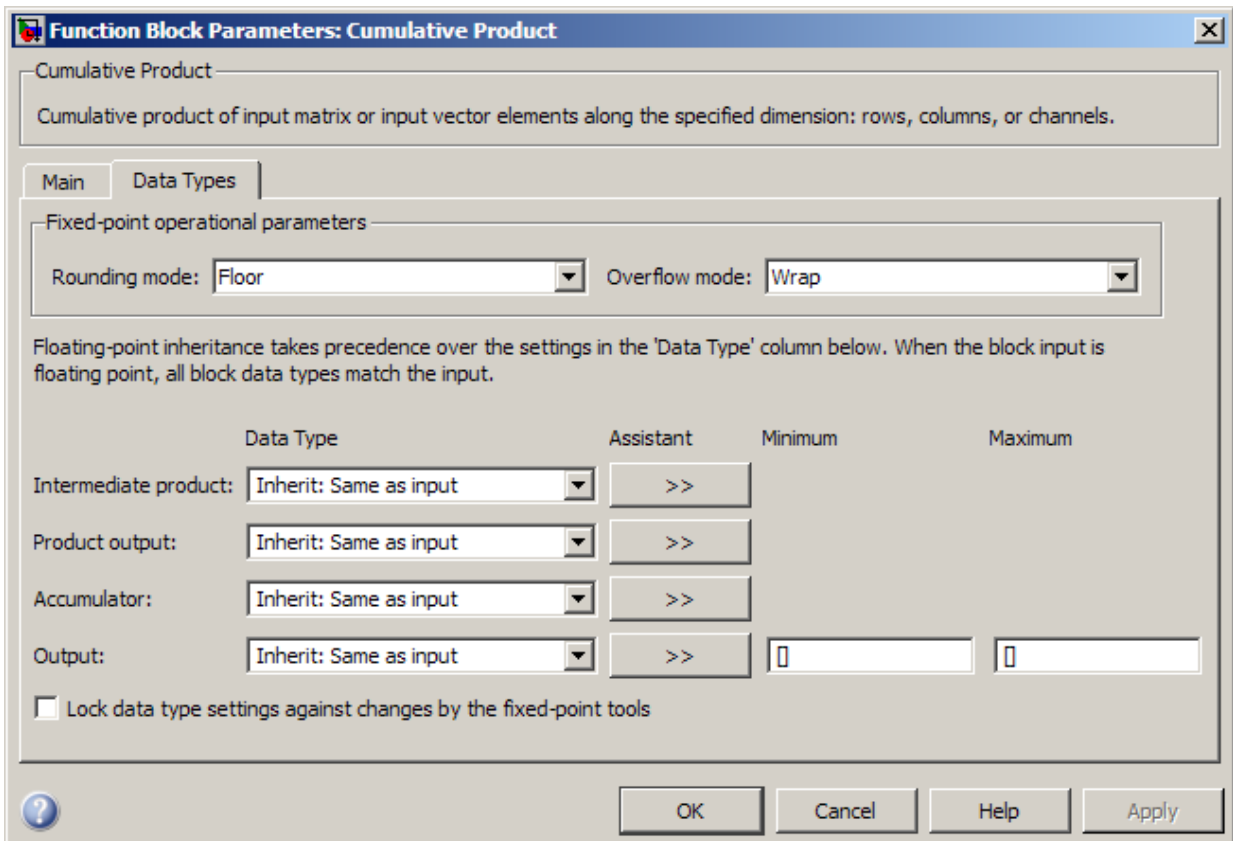 Function Block Parameters: Cumulative Product
Cumulative Product
Cumulative product of input matrix or input vector elements along the specified dimension: rows, columns, or channels.
Main Data Types
Fixed-point operational parameters
Rounding mode: Floor Overflow mode: Wrap
Floating-point inheritance takes precedence over the settings in the 'Data Type' column below. When the block input is
floating point, all block data types match the input.
Data Type Assistant Minimum Maximum
Intermediate product: Inherit: Same as input >>
Product output: Inherit: Same as input >>
Accumulator: Inherit: Same as input >>
Output: Inherit: Same as input >> [] []
Lock data type settings against changes by the fixed-point tools
? OK Cancel Help Apply